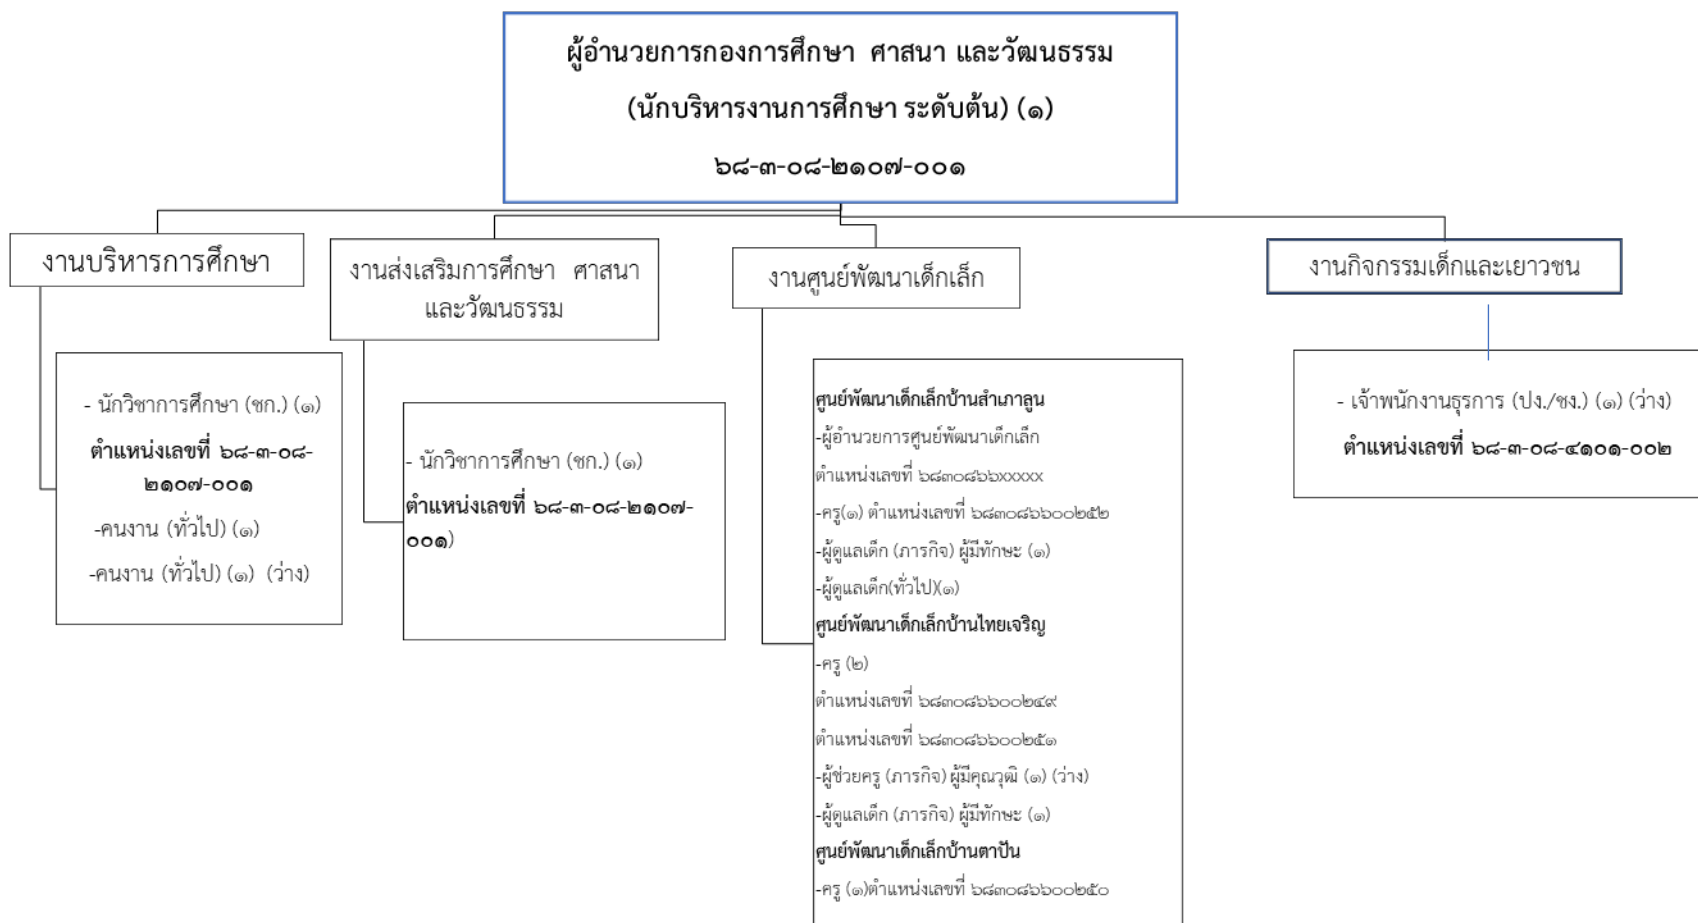 ผู้อำนวยการกองการศึกษา ศาสนา และวัฒนธรรม
(นักบริหารงานการศึกษา ระดับต้น) (๑)
๖๘-๓-๐๘-๒๑๐๗-๐๐๑
งานบริหารการศึกษา
- นักวิชาการศึกษา (ชก.) (๑)
ตำแหน่งเลขที่ ๖๘-๓-๐๘-
๒๑๐๗-๐๐๑
-คนงาน (ทั่วไป) (๑)
-คนงาน (ทั่วไป) (๑) (ว่าง)
งานส่งเสริมการศึกษา ศาสนา
และวัฒนธรรม
- นักวิชาการศึกษา (ชก.) (๑)
ตำแหน่งเลขที่ ๖๘-๓-๐๘-๒๑๐๗-
๐๐๑)
งานศูนย์พัฒนาเด็กเล็ก
ศูนย์พัฒนาเด็กเล็กบ้านสำเภาลูน
-ผู้อำนวยการศูนย์พัฒนาเด็กเล็ก
ตำแหน่งเลขที่ ๖๘๓๐๘๖๖xxxxx
-ครู(๑) ตำแหน่งเลขที่ ๖๘๓๐๘๖๖๐๐๒๕๒
-ผู้ดูแลเด็ก (ภารกิจ) ผู้มีทักษะ (๑)
-ผู้ดูแลเด็ก(ทั่วไป)(๑)
ศูนย์พัฒนาเด็กเล็กบ้านไทยเจริญ
-ครู (๒)
ตำแหน่งเลขที่ ๖๘๓๐๘๖๖๐๐๒๔๙
ตำแหน่งเลขที่ ๖๘๓๐๘๖๖๐๐๒๕๑
-ผู้ช่วยครู (ภารกิจ) ผู้มีคุณวุฒิ (๑) (ว่าง)
-ผู้ดูแลเด็ก (ภารกิจ) ผู้มีทักษะ (๑)
ศูนย์พัฒนาเด็กเล็กบ้านตาปัน
-ครู (๑)ตำแหน่งเลขที่ ๖๘๓๐๘๖๖๐๐๒๕๐
งานกิจกรรมเด็กและเยาวชน
- เจ้าพนักงานธุรการ (ปง./ชง.) (๑) (ว่าง)
ตำแหน่งเลขที่ ๖๘-๓-๐๘-๔๑๐๑-๐๐๒